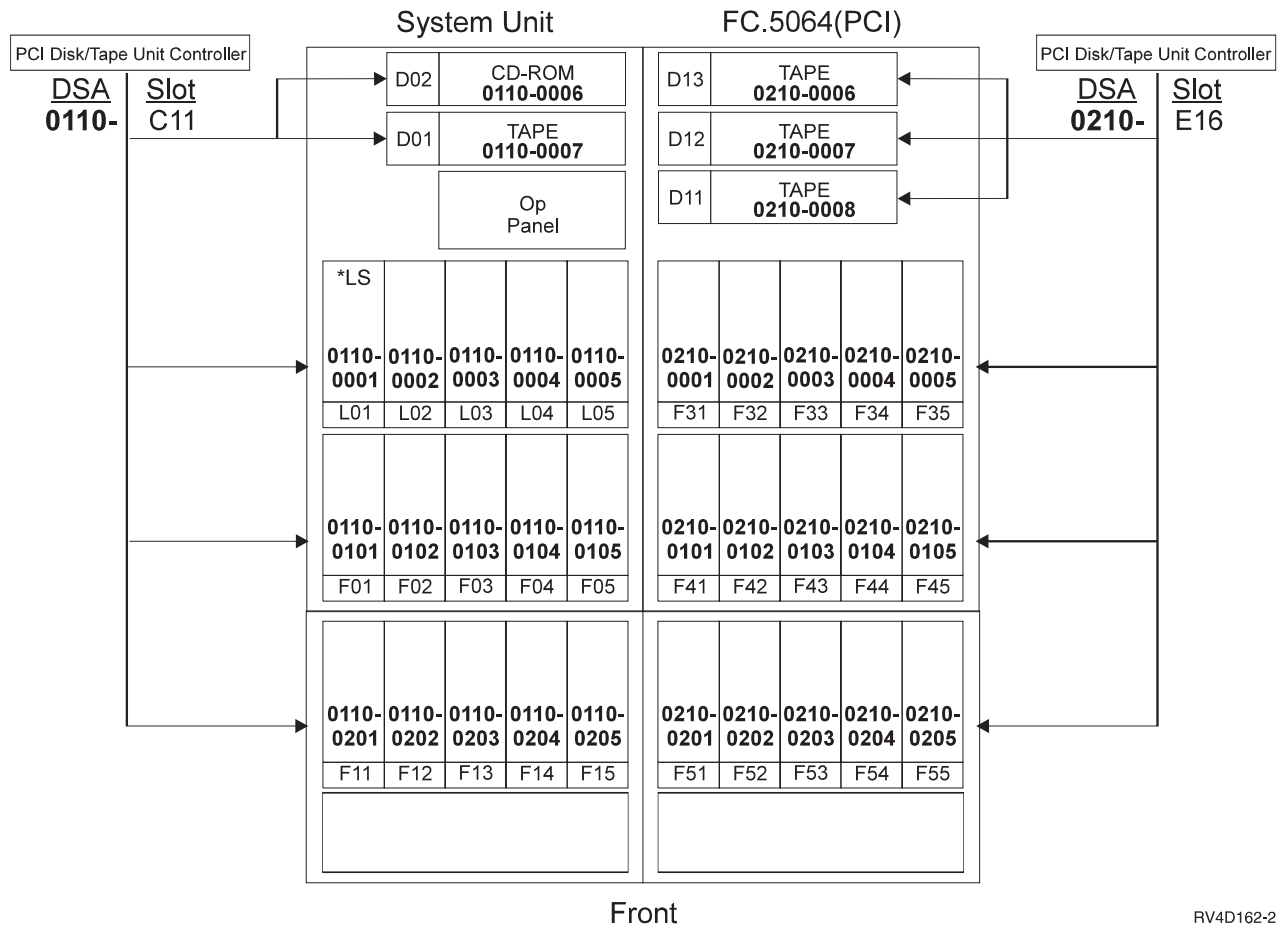 System Unit
FC.5064(PCI)
PCI Disk/Tape Unit Controller
DSA Slot
0110- C11
PCI Disk/Tape Unit Controller
DSA Slot
0210- E16
D02 CD-ROM
0110-0006
D01 TAPE
0110-0007
Op
Panel
D13 TAPE
0210-0006
D12 TAPE
0210-0007
D11 TAPE
0210-0008
*LS
0110- 0110- 0110- 0110- 0110-
0001 0002 0003 0004 0005
L01 L02 L03 L04 L05
0210- 0210- 0210- 0210- 0210-
0001 0002 0003 0004 0005
F31 F32 F33 F34 F35
0110- 0110- 0110- 0110- 0110-
0101 0102 0103 0104 0105
F01 F02 F03 F04 F05
0210- 0210- 0210- 0210- 0210-
0101 0102 0103 0104 0105
F41 F42 F43 F44 F45
0110- 0110- 0110- 0110- 0110-
0201 0202 0203 0204 0205
F11 F12 F13 F14 F15
0210- 0210- 0210- 0210- 0210-
0201 0202 0203 0204 0205
F51 F52 F53 F54 F55
Front
RV4D162-2